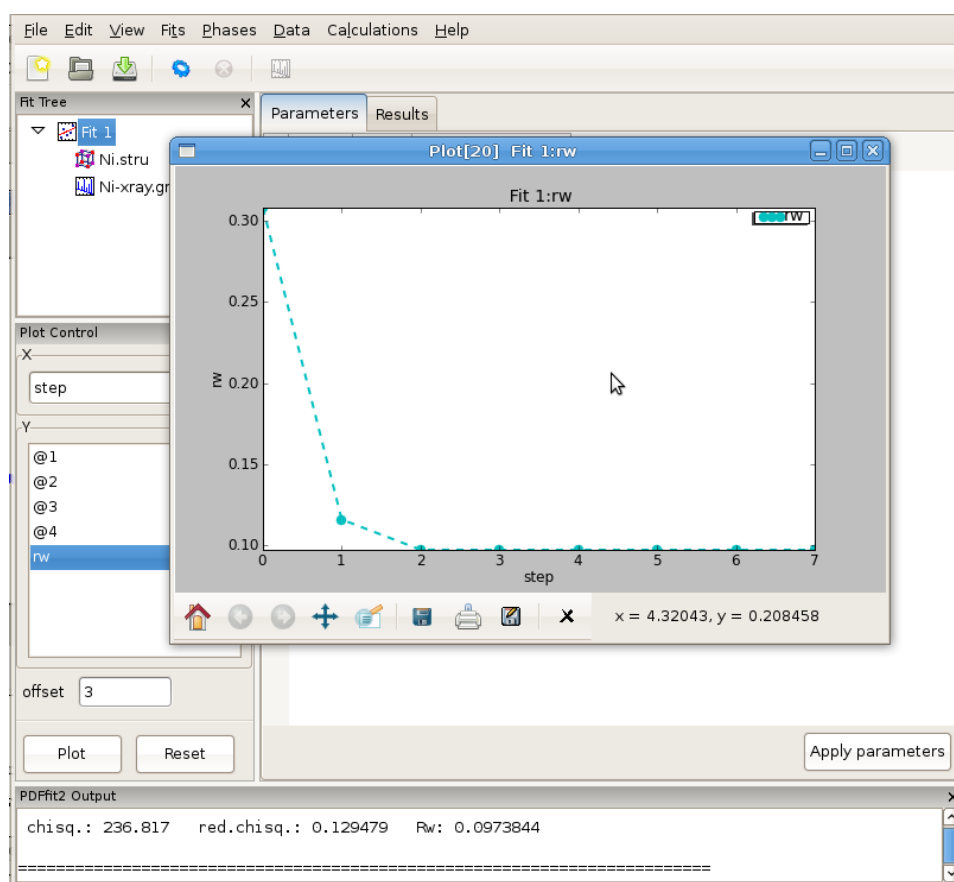 File Edit View Fits Phases Data Calculations Help
Fit Tree x
Parameters Results
Fit 1
Ni.stru
Ni-xray.gr
Plot[20] Fit 1:rw
Fit 1:rw
rw
0.30
0.25
0.20
0.15
0.10
rw
0 1 2 3 4 5 6 7
step
x = 4.32043, y = 0.208458
Plot Control
X
step
Y
@1
@2
@3
@4
rw
offset 3
Plot Reset
Apply parameters
PDFfit2 Output x
chisq.: 236.817 red.chisq.: 0.129479 Rw: 0.0973844
==========================================================================